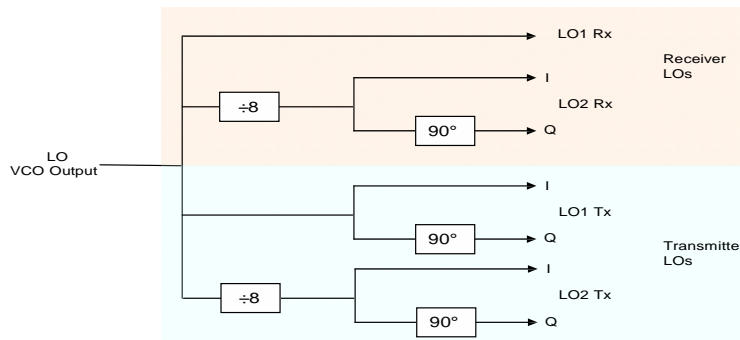 LO1 Rx
Receiver
LOs
I
÷8
LO2 Rx
90°
Q
LO
VCO Output
I
LO1 Tx
90°
Q
Transmitte
LOs
I
÷8
LO2 Tx
90°
Q